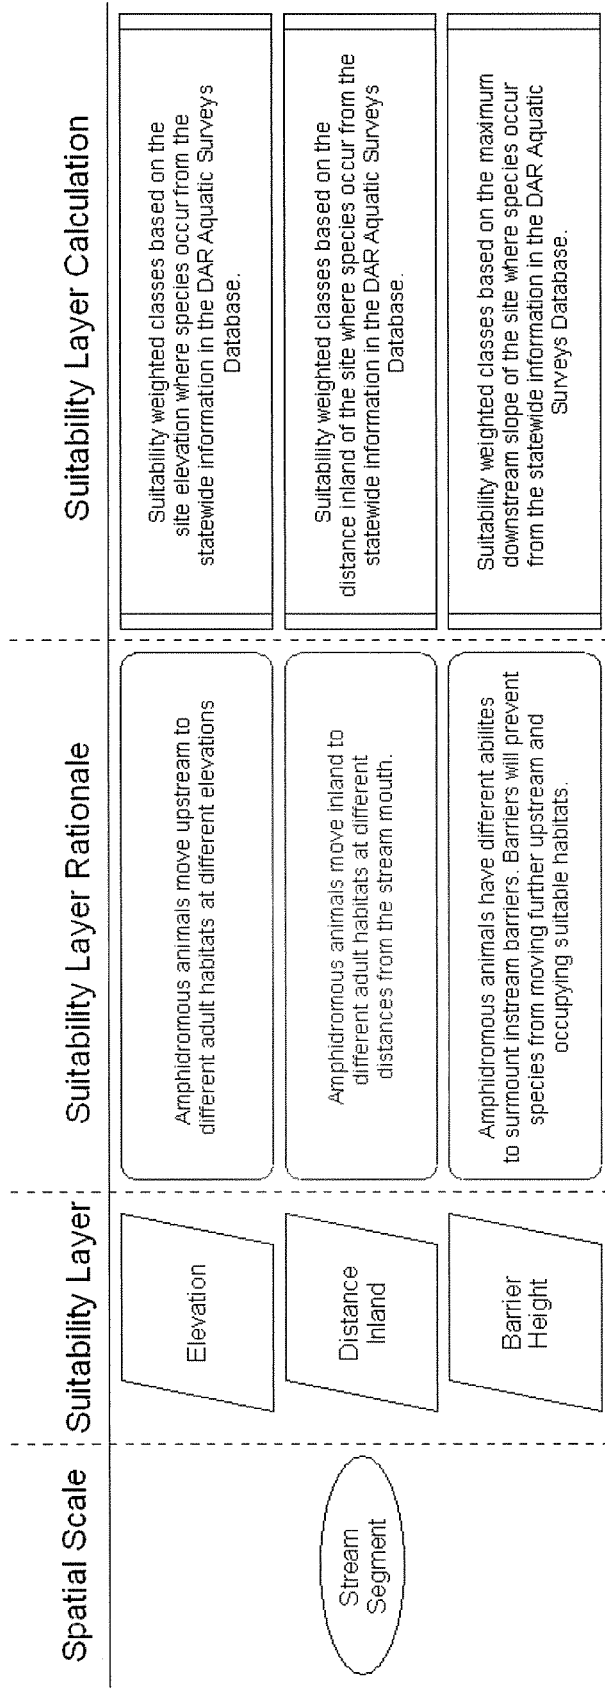 Spatial Scale
Suitability Layer
Suitability Layer Rationale
Suitability Layer Calculation
Stream
Segment
Elevation
Amphidromous animals move upstream to
different adult habitats at different elevations
Suitability weighted classes based on the
site elevation where species occur from the
statewide information in the DAR Aquatic Surveys
Database.
Distance
Inland
Amphidromous animals move inland to
different adult habitats at different
distances from the stream mouth.
Suitability weighted classes based on the
distance inland of the site where species occur from the
statewide information in the DAR Aquatic Surveys
Database.
Barrier
Height
Amphidromous animals have different abilites
to surmount instream barriers. Barriers will prevent
species from moving further upstream and
occupying suitable habitats.
Suitability weighted classes based on the maximum
downstream slope of the site where species occur
from the statewide information in the DAR Aquatic
Surveys Database.